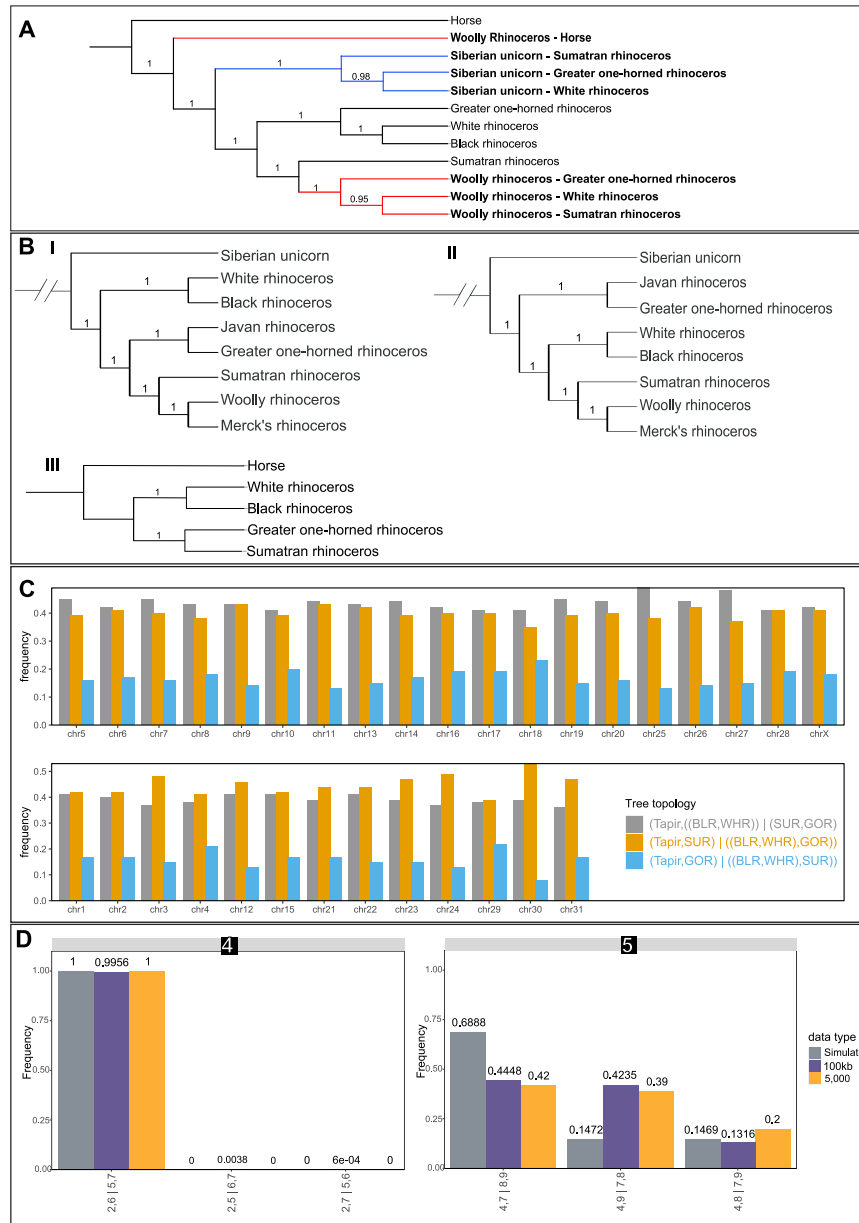 A
Horse
Woolly Rhinoceros - Horse
1
Siberian unicorn - Sumatran rhinoceros
1
Siberian unicorn - Greater one-horned rhinoceros
0.98
Siberian unicorn - White rhinoceros
1
Greater one-horned rhinoceros
1
White rhinoceros
1
Black rhinoceros
1
Sumatran rhinoceros
1
Woolly rhinoceros - Greater one-horned rhinoceros
1
Woolly rhinoceros - White rhinoceros
0.95
Woolly rhinoceros - Sumatran rhinoceros
B
I
Siberian unicorn
1
White rhinoceros
Black rhinoceros
1
Javan rhinoceros
1
Greater one-horned rhinoceros
1
Sumatran rhinoceros
1
Woolly rhinoceros
1
Merck's rhinoceros
II
Siberian unicorn
1
Javan rhinoceros
Greater one-horned rhinoceros
1
White rhinoceros
1
Black rhinoceros
1
Sumatran rhinoceros
1
Woolly rhinoceros
1
Merck's rhinoceros
III
Horse
1
White rhinoceros
Black rhinoceros
1
Greater one-horned rhinoceros
Sumatran rhinoceros
C
frequency
0.4
0.3
0.2
0.1
0.0
chr5 chr6 chr7 chr8 chr9 chr10 chr11 chr13 chr14 chr16 chr17 chr18 chr19 chr20 chr25 chr26 chr27 chr28 chrX
frequency
0.5
0.4
0.3
0.2
0.1
0.0
chr1 chr2 chr3 chr4 chr12 chr15 chr21 chr22 chr23 chr24 chr29 chr30 chr31
Tree topology
(Tapir,((BLR,WHR)) | (SUR,GOR)
(Tapir,SUR) | ((BLR,WHR),GOR))
(Tapir,GOR) | ((BLR,WHR),SUR))
D
4
Frequency
1.00
0.75
0.50
0.25
0.00
1 0.9956 1
0 0.0038 0
0 6e-04 0
2,6 | 5,7
2,5 | 6,7
2,7 | 5,6
5
Frequency
1.00
0.75
0.50
0.25
0.00
0.6888 0.4448 0.42
0.1472 0.4235 0.39
0.1469 0.1316 0.2
4,7 | 8,9
4,9 | 7,8
4,8 | 7,9
data type
Simulat
100kb
5,000